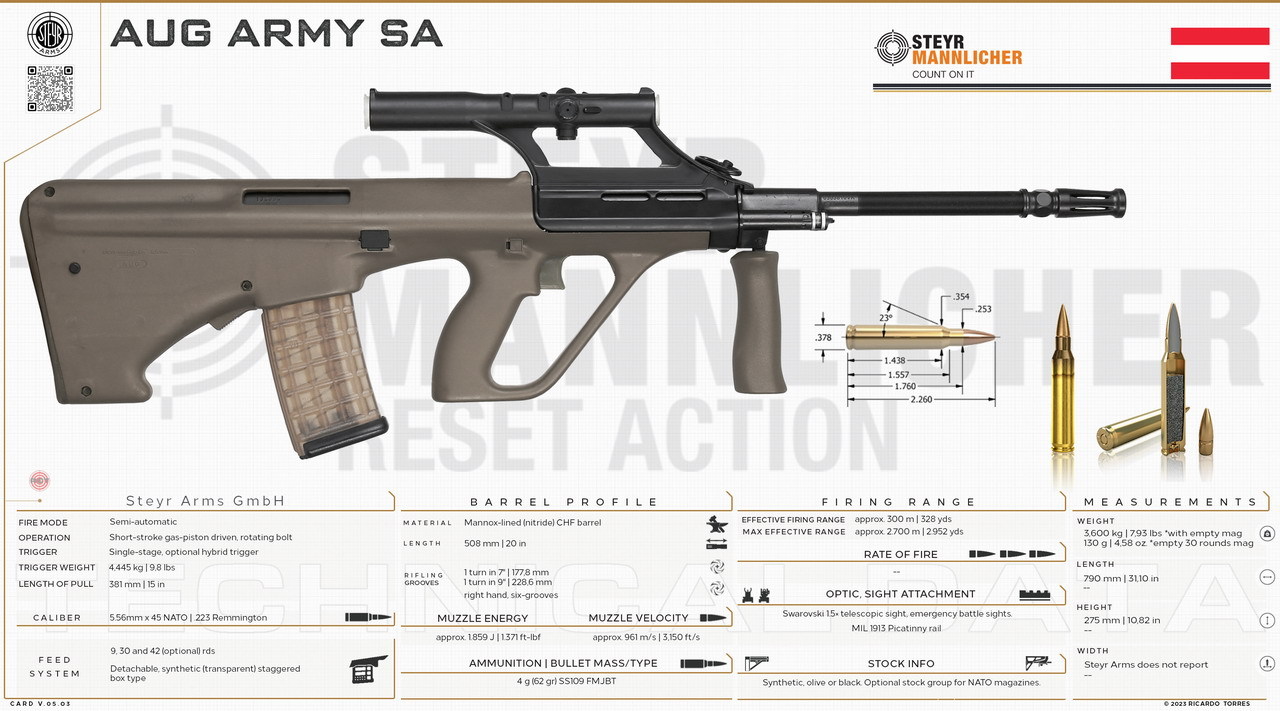 STEYR
ARMS
AUG ARMY SA
STEYR
MANNLICHER
COUNT ON IT
STEYR
MANNLICHER
RESET ACTION
.354
.253
23°
.378
1.438
1.557
1.760
2.260
Steyr Arms GmbH
FIRE MODE Semi-automatic
OPERATION Short-stroke gas-piston driven, rotating bolt
TRIGGER Single-stage, optional hybrid trigger
TRIGGER WEIGHT 4,445 kg | 9.8 lbs
LENGTH OF PULL 381 mm | 15 in
CALIBER 5.56mm x 45 NATO | .223 Remmington
FEED SYSTEM
9, 30 and 42 (optional) rds
Detachable, synthetic (transparent) staggered
box type
BARREL PROFILE
MATERIAL Mannox-lined (nitride) CHF barrel
LENGTH 508 mm | 20 in
RIFLING GROOVES
1 turn in 7" | 177,8 mm
1 turn in 9" | 228,6 mm
right hand, six-grooves
MUZZLE ENERGY MUZZLE VELOCITY
approx. 1.859 J | 1.371 ft-lbf approx. 961 m/s | 3,150 ft/s
AMMUNITION | BULLET MASS/TYPE
4 g (62 gr) SS109 FMJBT
FIRING RANGE
EFFECTIVE FIRING RANGE approx. 300 m | 328 yds
MAX EFFECTIVE RANGE approx. 2.700 m | 2.952 yds
RATE OF FIRE
--
OPTIC, SIGHT ATTACHMENT
Swarovski 1.5× telescopic sight, emergency battle sights.
MIL 1913 Picatinny rail
STOCK INFO
Synthetic, olive or black. Optional stock group for NATO magazines.
MEASUREMENTS
WEIGHT
3,600 kg | 7,93 lbs *with empty mag
130 g | 4,58 oz. *empty 30 rounds mag
LENGTH
790 mm | 31,10 in
--
HEIGHT
275 mm | 10,82 in
--
WIDTH
Steyr Arms does not report
--
TECHNICAL DATA
CARD V.05.03
© 2023 RICARDO TORRES